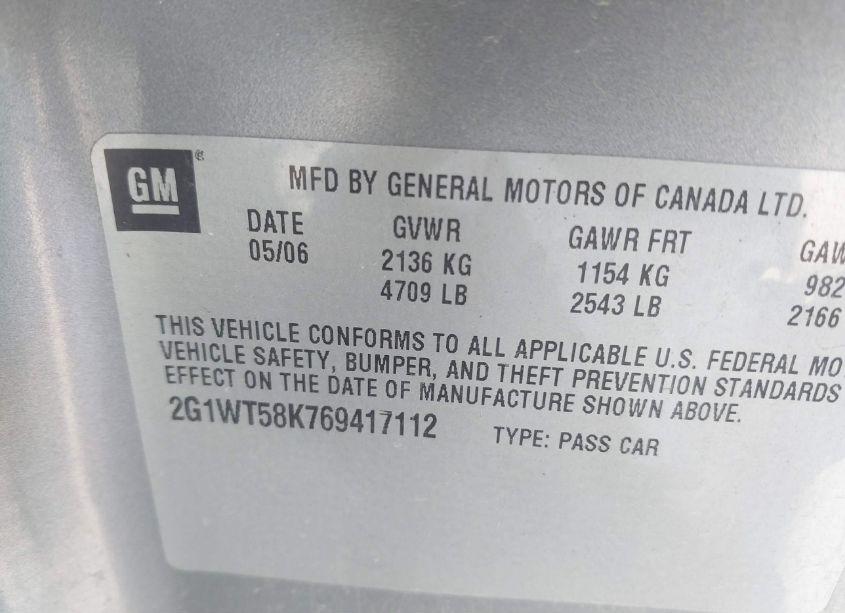 GM ®
MFD BY GENERAL MOTORS OF CANADA LTD.
DATE GVWR GAWR FRT
05/06 2136 KG 1154 KG 982
4709 LB 2543 LB 2166
THIS VEHICLE CONFORMS TO ALL APPLICABLE U.S. FEDERAL
VEHICLE SAFETY, BUMPER, AND THEFT PREVENTION STANDARDS
EFFECT ON THE DATE OF MANUFACTURE SHOWN ABOVE.
2G1WT58K769417112 TYPE: PASS CAR